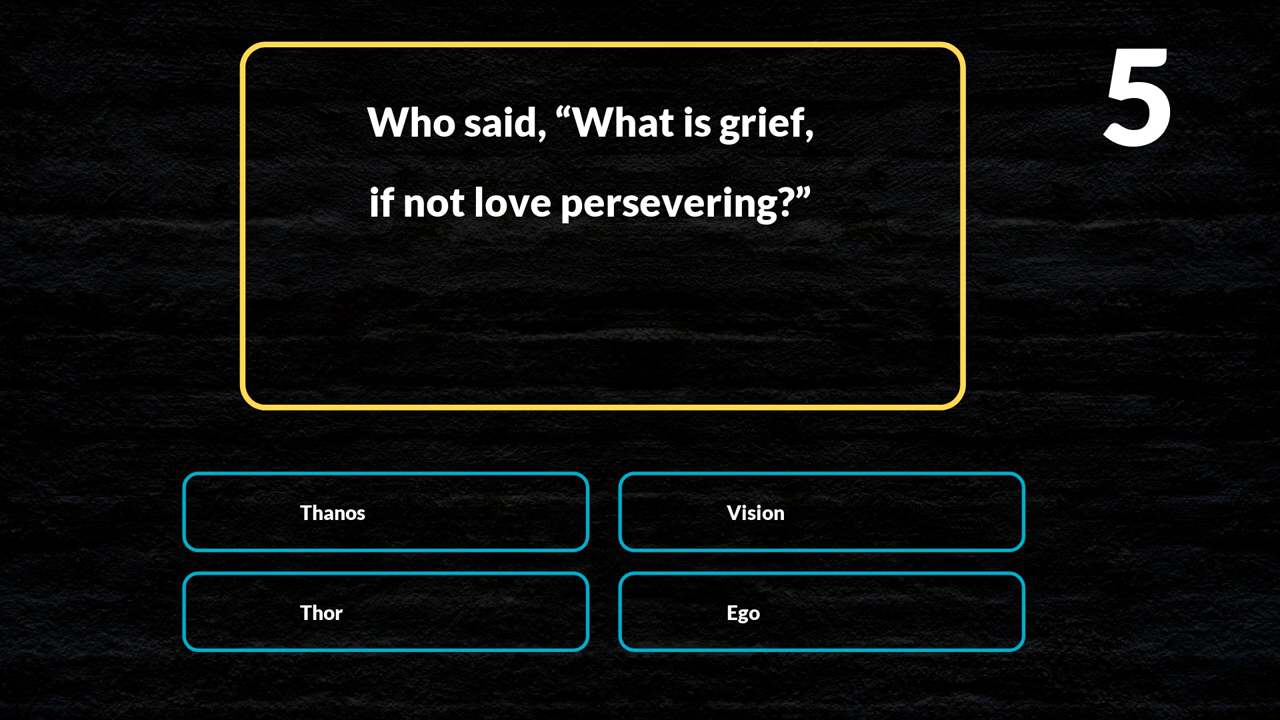 Who said, “What is grief,
if not love persevering?”
5
Thanos
Vision
Thor
Ego